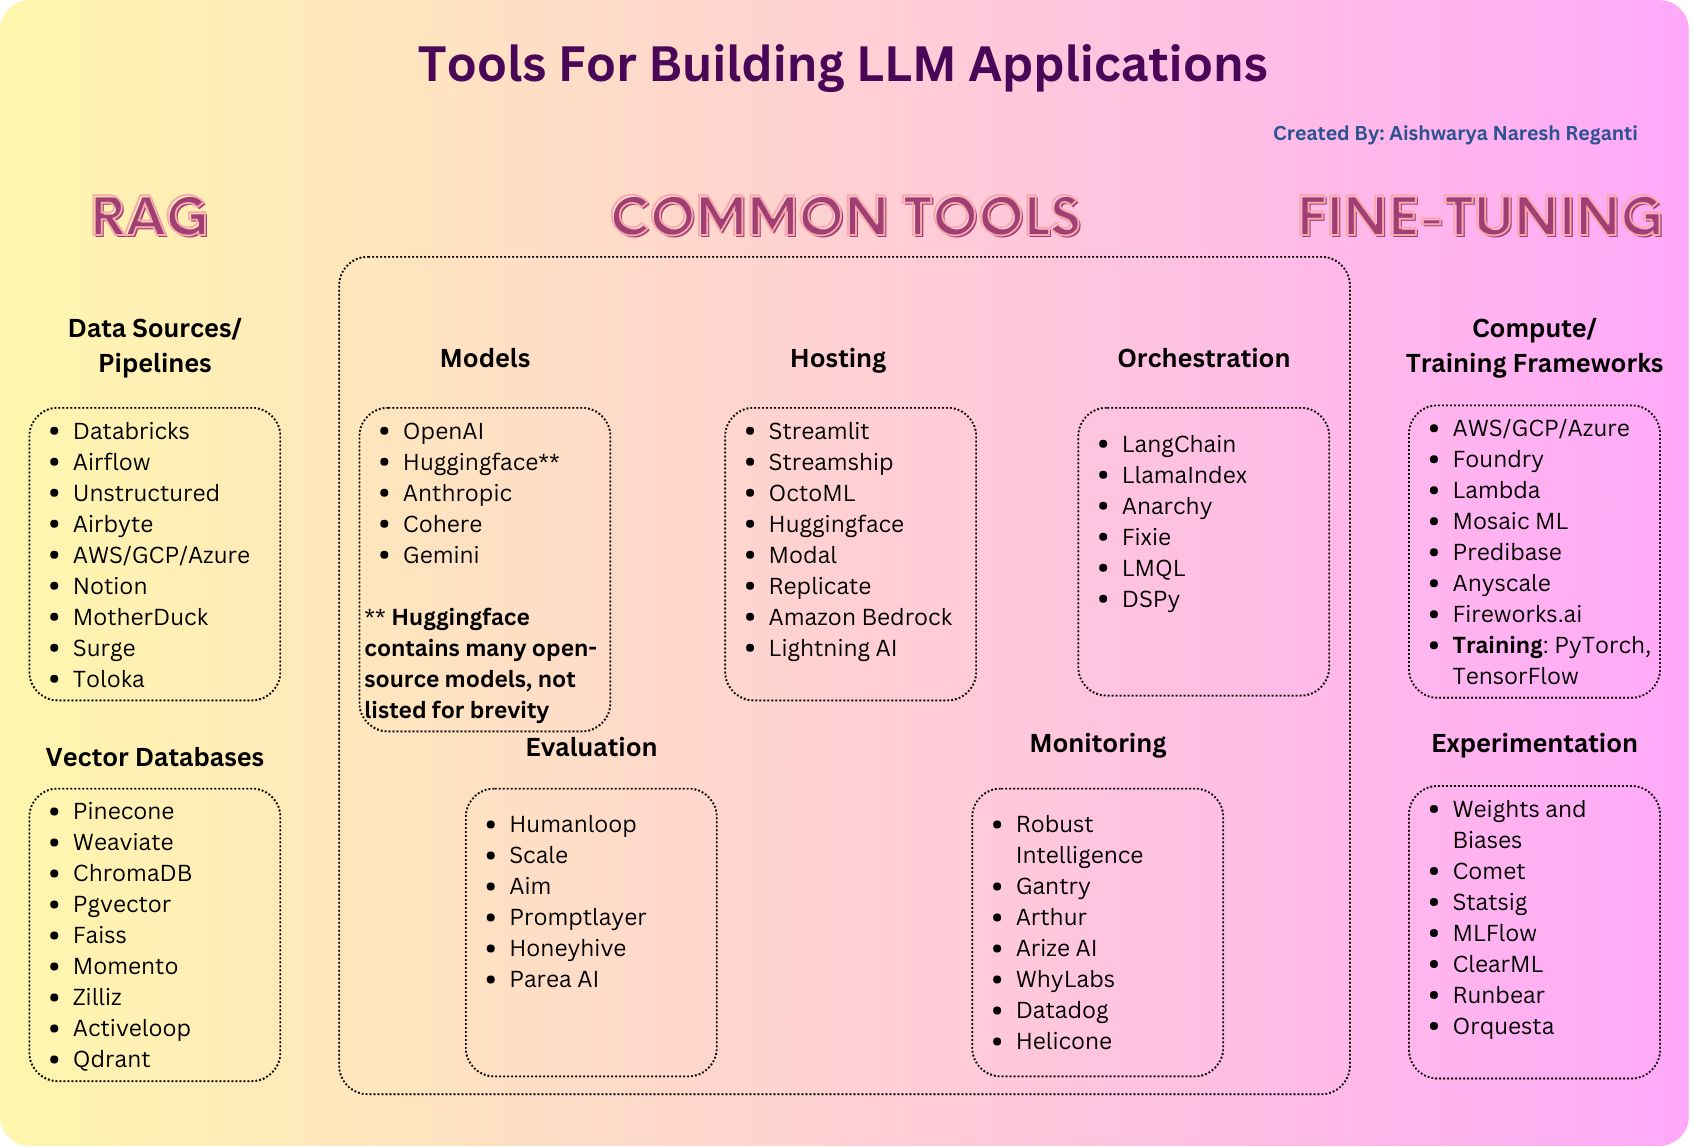 Tools For Building LLM Applications
Created By: Aishwarya Naresh Reganti
RAG
COMMON TOOLS
FINE-TUNING
Data Sources/
Pipelines
• Databricks
• Airflow
• Unstructured
• Airbyte
• AWS/GCP/Azure
• Notion
• MotherDuck
• Surge
• Toloka
Vector Databases
• Pinecone
• Weaviate
• ChromaDB
• Pgvector
• Faiss
• Momento
• Zilliz
• Activeloop
• Qdrant
Models
• OpenAI
• Huggingface**
• Anthropic
• Cohere
• Gemini
** Huggingface
contains many open-
source models, not
listed for brevity
Hosting
• Streamlit
• Streamship
• OctoML
• Huggingface
• Modal
• Replicate
• Amazon Bedrock
• Lightning AI
Orchestration
• LangChain
• LlamaIndex
• Anarchy
• Fixie
• LMQL
• DSPy
Evaluation
• Humanloop
• Scale
• Aim
• Promptlayer
• Honeyhive
• Parea AI
Monitoring
• Robust
Intelligence
• Gantry
• Arthur
• Arize AI
• WhyLabs
• Datadog
• Helicone
Compute/
Training Frameworks
• AWS/GCP/Azure
• Foundry
• Lambda
• Mosaic ML
• Predibase
• Anyscale
• Fireworks.ai
• Training: PyTorch,
TensorFlow
Experimentation
• Weights and
Biases
• Comet
• Statsig
• MLFlow
• ClearML
• Runbear
• Orquesta